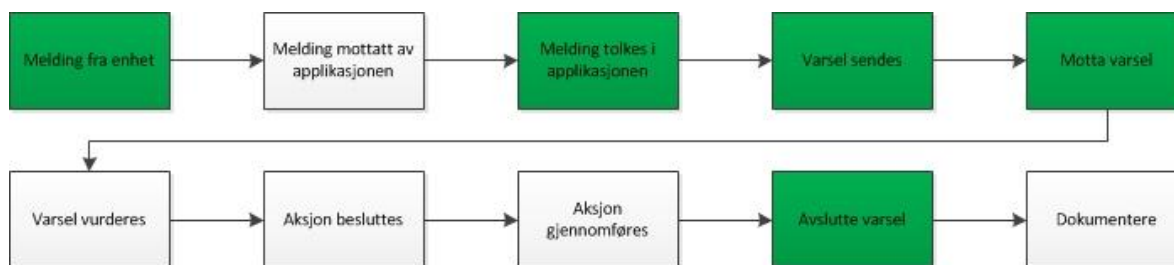 Melding fra enhet
Melding mottatt av
applikasjonen
Melding tolkes i
applikasjonen
Varsel sendes
Motta varsel
Varsel vurderes
Aksjon besluttes
Aksjon
gjennomføres
Avslutte varsel
Dokumentere